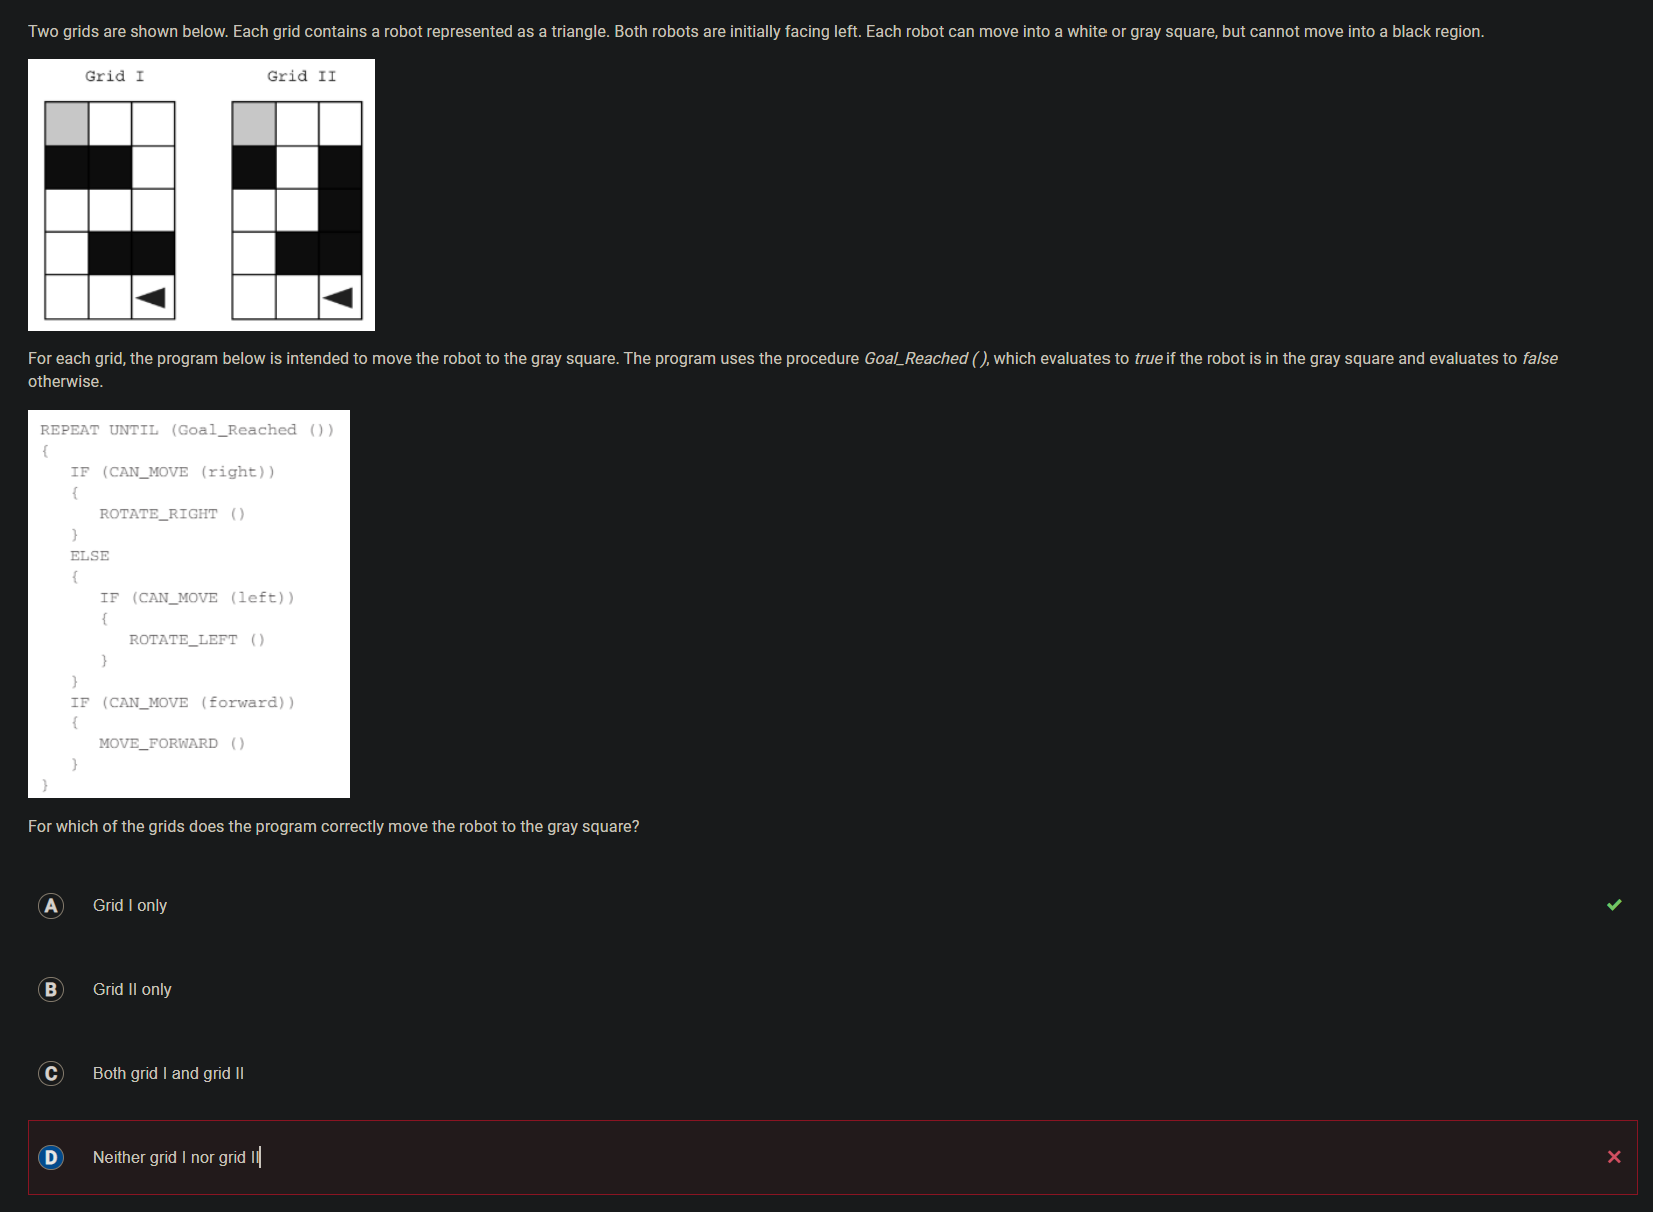 Two grids are shown below. Each grid contains a robot represented as a triangle. Both robots are initially facing left. Each robot can move into a white or gray square, but cannot move into a black region.
Grid I Grid II
For each grid, the program below is intended to move the robot to the gray square. The program uses the procedure Goal_Reached ( ), which evaluates to true if the robot is in the gray square and evaluates to false
otherwise.
REPEAT UNTIL (Goal_Reached ())
{
IF (CAN_MOVE (right))
{
ROTATE_RIGHT ()
}
ELSE
{
IF (CAN_MOVE (left))
{
ROTATE_LEFT ()
}
}
IF (CAN_MOVE (forward))
{
MOVE_FORWARD ()
}
}
For which of the grids does the program correctly move the robot to the gray square?
A Grid I only
B Grid II only
C Both grid I and grid II
D Neither grid I nor grid II